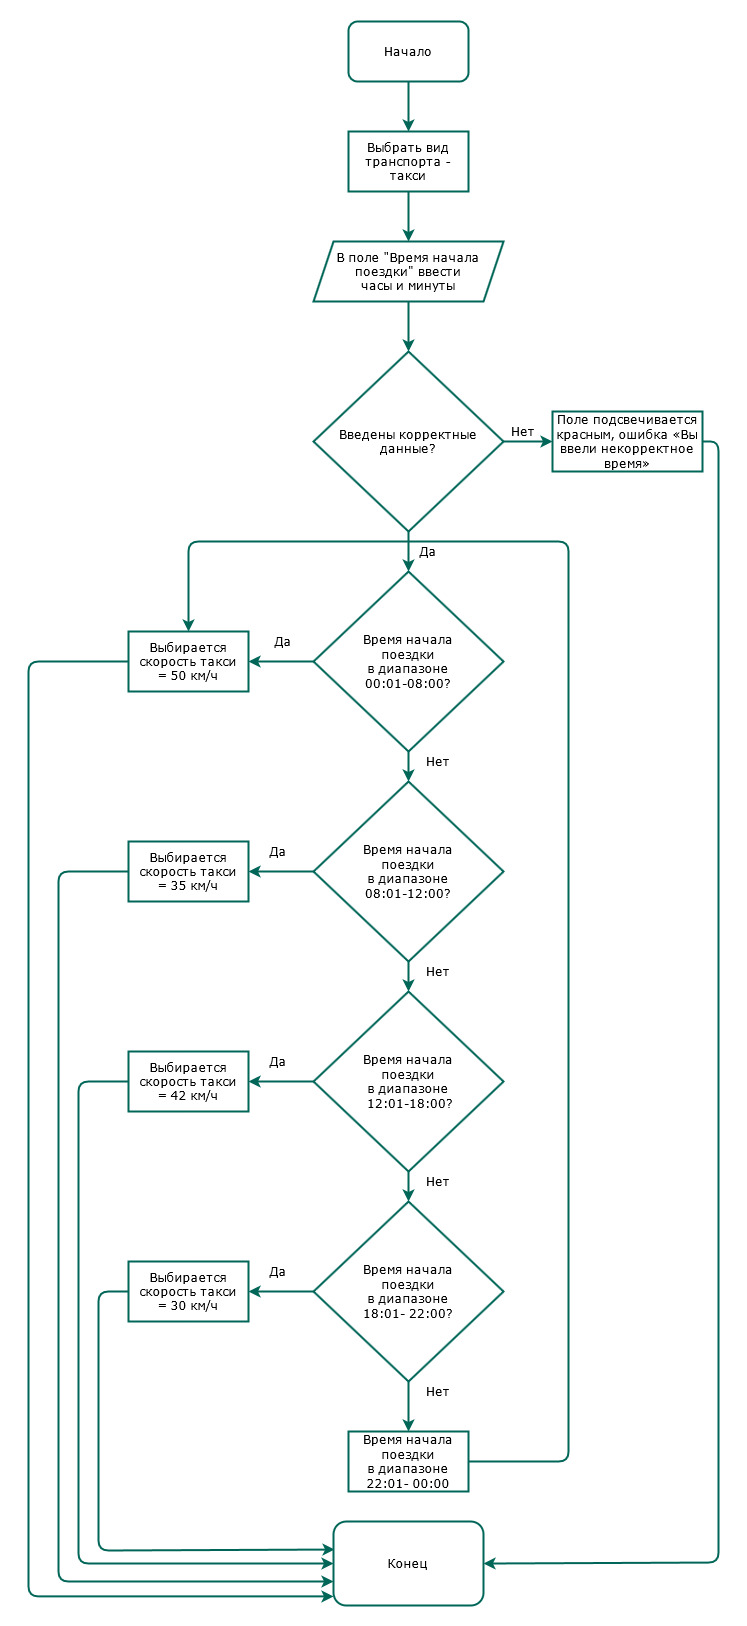 Начало
Выбрать вид
транспорта -
такси
В поле "Время начала
поездки" ввести
часы и минуты
Введены корректные
данные?
Нет
Поле подсвечивается
красным, ошибка «Вы
ввели некорректное
время»
Да
Время начала
поездки
в диапазоне
00:01-08:00?
Да
Выбирается
скорость такси
= 50 км/ч
Нет
Время начала
поездки
в диапазоне
08:01-12:00?
Да
Выбирается
скорость такси
= 35 км/ч
Нет
Время начала
поездки
в диапазоне
12:01-18:00?
Да
Выбирается
скорость такси
= 42 км/ч
Нет
Время начала
поездки
в диапазоне
18:01- 22:00?
Да
Выбирается
скорость такси
= 30 км/ч
Нет
Время начала
поездки
в диапазоне
22:01- 00:00
Конец